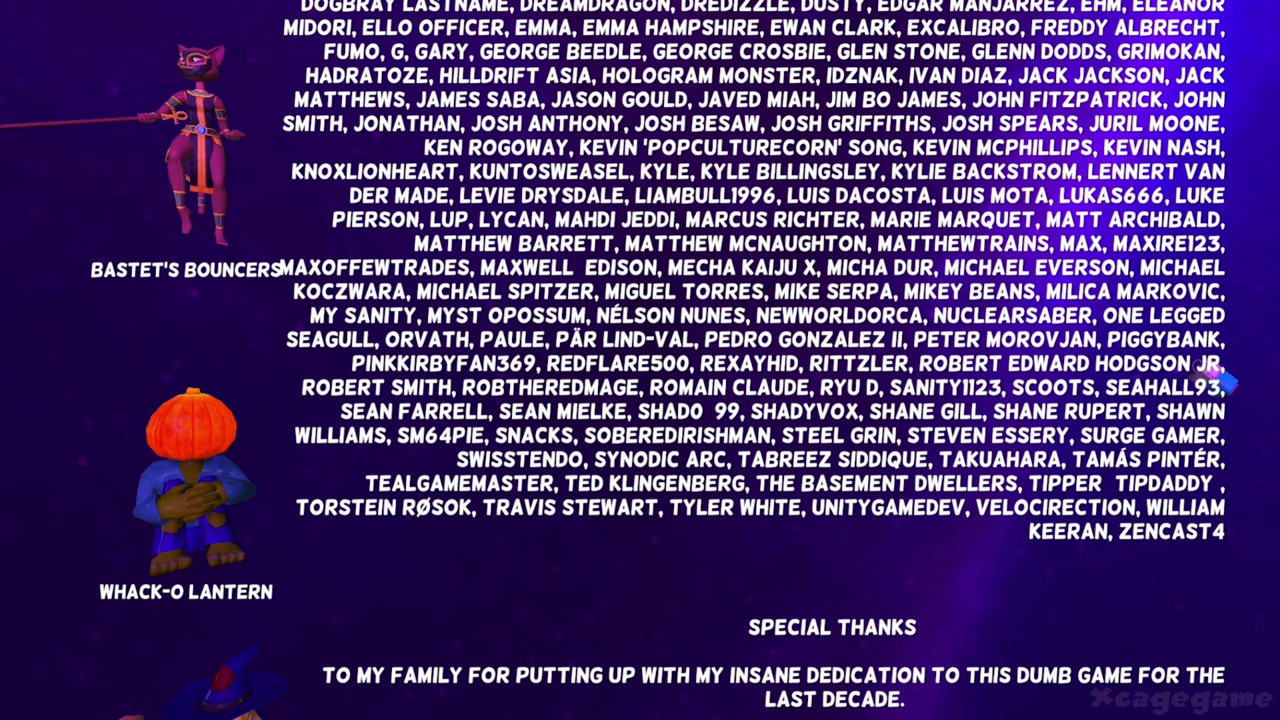 DOGBRAY LASTNAME, DREAMDRAGON, DREDIZZLE, DUSTY, EDGAR MANJARREZ, EHM, ELEANOR
MIDORI, ELLO OFFICER, EMMA, EMMA HAMPSHIRE, EWAN CLARK, EXCALIBRO, FREDDY ALBRECHT,
FUMO, G, GARY, GEORGE BEEDLE, GEORGE CROSBIE, GLEN STONE, GLENN DODDS, GRIMOKAN,
HADRATOZE, HILLDRIFT ASIA, HOLOGRAM MONSTER, IDZNAK, IVAN DIAZ, JACK JACKSON, JACK
MATTHEWS, JAMES SABA, JASON GOULD, JAVED MIAH, JIM BO JAMES, JOHN FITZPATRICK, JOHN
SMITH, JONATHAN, JOSH ANTHONY, JOSH BESAW, JOSH GRIFFITHS, JOSH SPEARS, JURIL MOONE,
KEN ROGOWAY, KEVIN 'POPCULTURECORN' SONG, KEVIN MCPHILLIPS, KEVIN NASH,
KNOXLIONHEART, KUNTOSWEASEL, KYLE, KYLE BILLINGSLEY, KYLIE BACKSTROM, LENNERT VAN
DER MADE, LEVIE DRYSDALE, LIAMBULL1996, LUIS DACOSTA, LUIS MOTA, LUKAS666, LUKE
PIERSON, LUP, LYCAN, MAHDI JEDDI, MARCUS RICHTER, MARIE MARQUET, MATT ARCHIBALD,
MATTHEW BARRETT, MATTHEW MCNAUGHTON, MATTHEWTRAINS, MAX, MAXIRE123,
BASTET'S BOUNCERS
MAXOFFEWTRADES, MAXWELL EDISON, MECHA KAIJU X, MICHA DUR, MICHAEL EVERSON, MICHAEL
KOCZWARA, MICHAEL SPITZER, MIGUEL TORRES, MIKE SERPA, MIKEY BEANS, MILICA MARKOVIC,
MY SANITY, MYST OPOSSUM, NÉLSON NUNES, NEWWORLDORCA, NUCLEARSABER, ONE LEGGED
SEAGULL, ORVATH, PAULE, PÄR LIND-VAL, PEDRO GONZALEZ II, PETER MOROVJAN, PIGGYBANK,
PINKKIRBYFAN369, REDFLARE500, REXAYHID, RITTZLER, ROBERT EDWARD HODGSON JR,
ROBERT SMITH, ROBTHEREDMAGE, ROMAIN CLAUDE, RYU D, SANITY1123, SCOOTS, SEAHALL93,
SEAN FARRELL, SEAN MIELKE, SHAD0 99, SHADYVOX, SHANE GILL, SHANE RUPERT, SHAWN
WILLIAMS, SM64PIE, SNACKS, SOBEREDIRISHMAN, STEEL GRIN, STEVEN ESSERY, SURGE GAMER,
SWISSTENDO, SYNODIC ARC, TABREEZ SIDDIQUE, TAKUAHARA, TAMÁS PINTÉR,
TEALGAMEMASTER, TED KLINGENBERG, THE BASEMENT DWELLERS, TIPPER TIPDADDY ,
TORSTEIN RØSOK, TRAVIS STEWART, TYLER WHITE, UNITYGAMEDEV, VELOCIRECTION, WILLIAM
KEERAN, ZENCAST4
WHACK-O LANTERN
SPECIAL THANKS
TO MY FAMILY FOR PUTTING UP WITH MY INSANE DEDICATION TO THIS DUMB GAME FOR THE
LAST DECADE.
Xcagegame